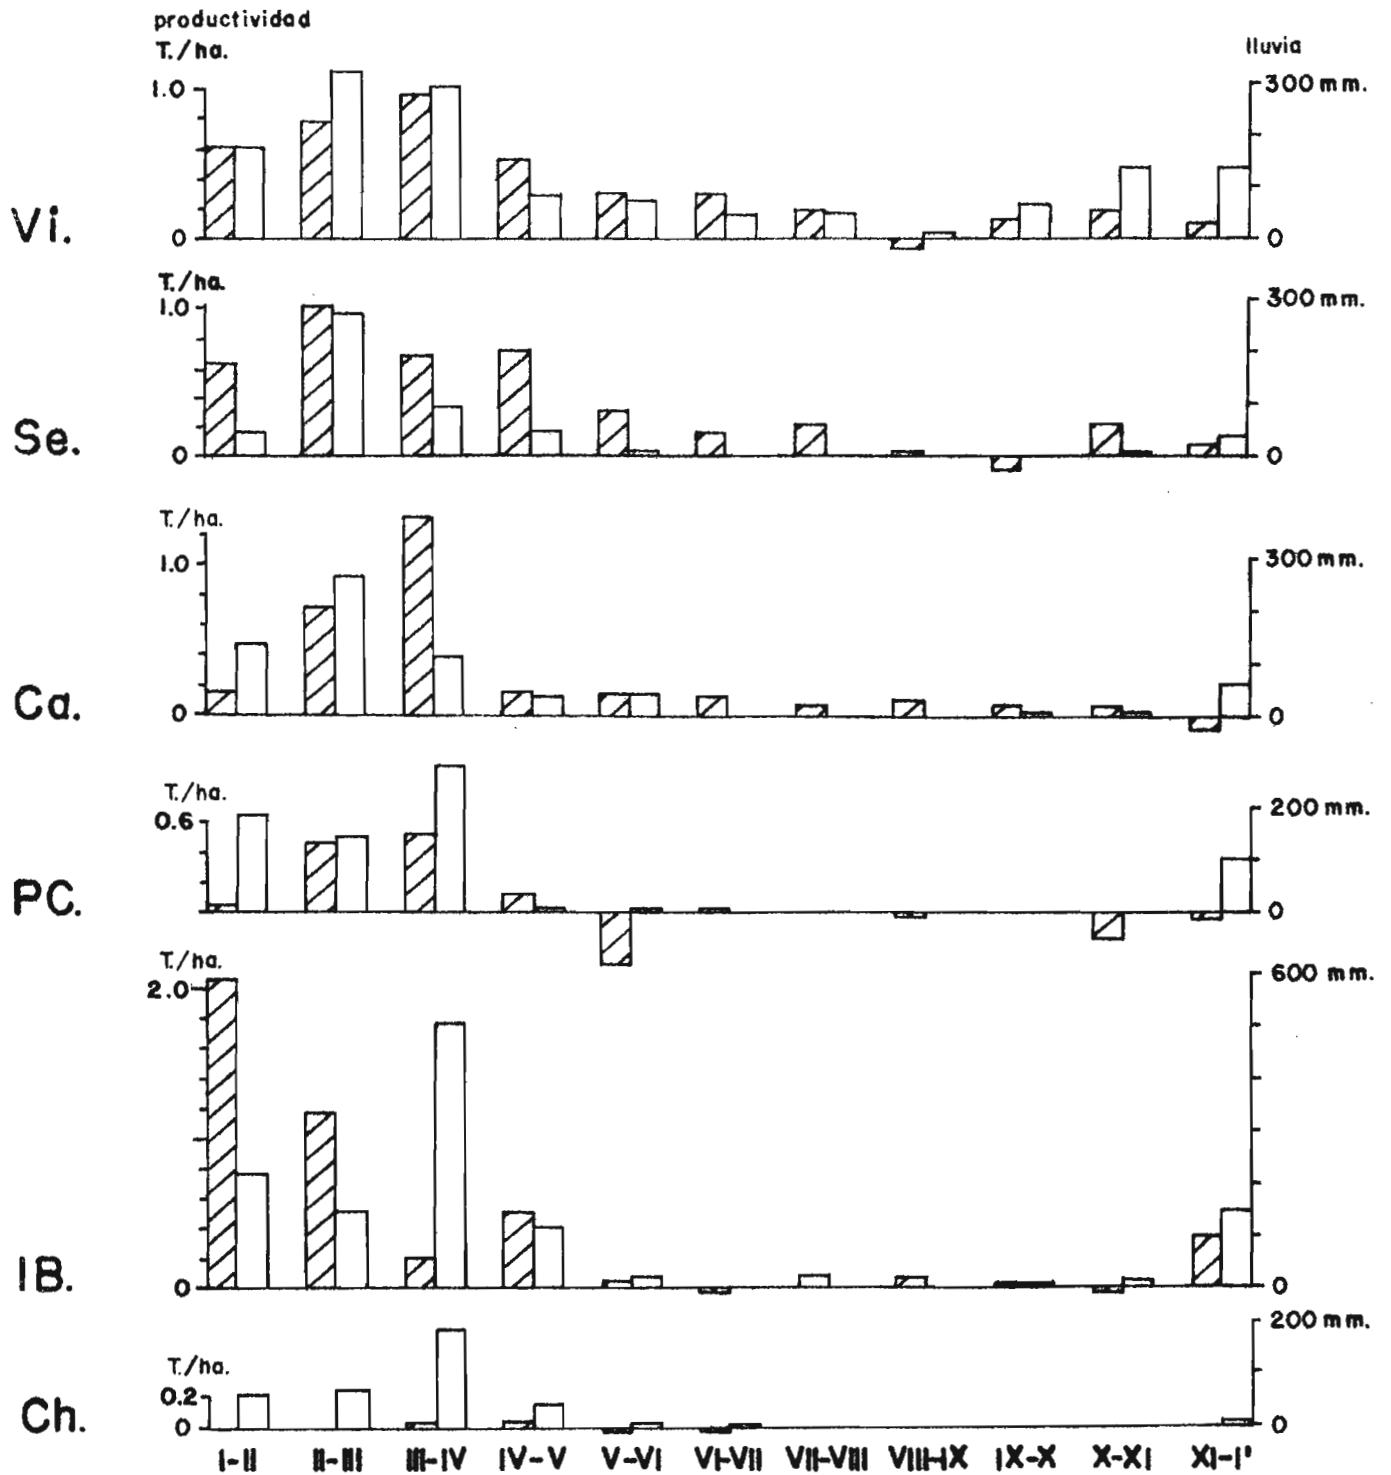 productividad
T./ha.
lluvia
1.0
300 mm.
Vi.
0
0
T./ha.
1.0
300 mm.
Se.
0
0
T./ha.
1.0
300 mm.
Ca.
0
0
T./ha.
0.6
200 mm.
PC.
0
T./ha.
2.0
600 mm.
IB.
0
0
200 mm.
T./ha.
0.2
Ch.
0
0
I-II II-III III-IV IV-V V-VI VI-VII VII-VIII VIII-IX IX-X X-XI XI-I'